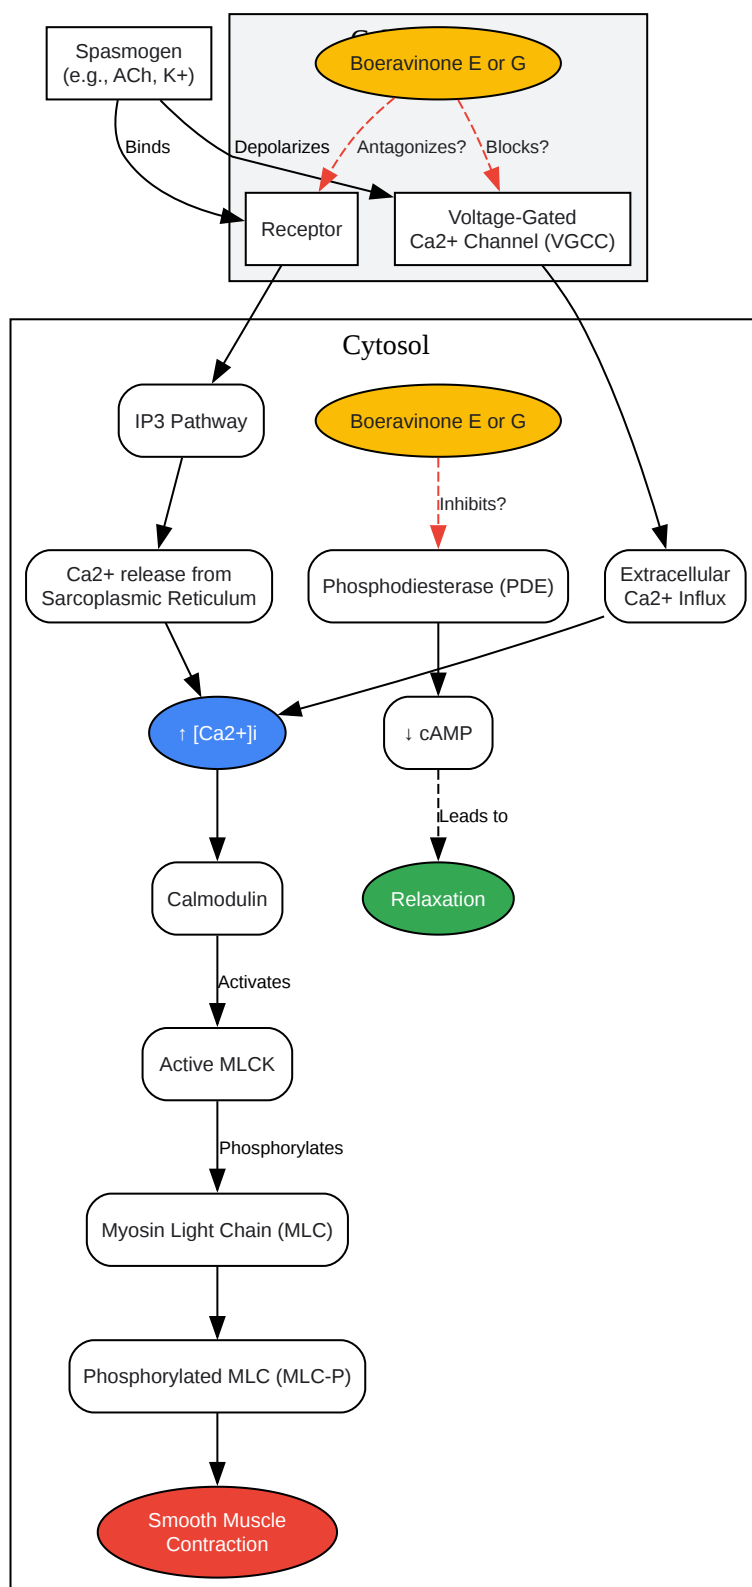 Spasmogen
(e.g., ACh, K+)
Boeravinone E or G
Binds
Depolarizes
Antagonizes?
Blocks?
Receptor
Voltage-Gated
Ca2+ Channel (VGCC)
Cytosol
IP3 Pathway
Boeravinone E or G
Inhibits?
Ca2+ release from
Sarcoplasmic Reticulum
Phosphodiesterase (PDE)
Extracellular
Ca2+ Influx
↑ [Ca2+]i
↓ cAMP
Leads to
Calmodulin
Relaxation
Activates
Active MLCK
Phosphorylates
Myosin Light Chain (MLC)
Phosphorylated MLC (MLC-P)
Smooth Muscle
Contraction